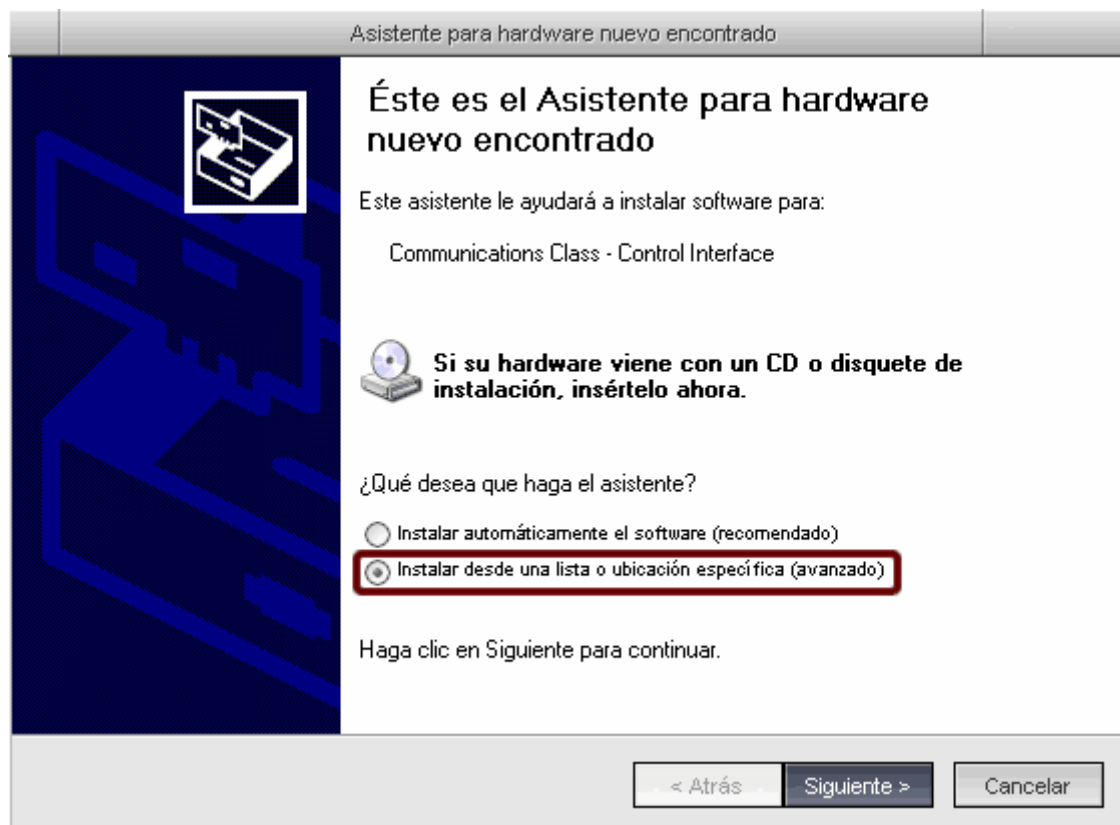 Asistente para hardware nuevo encontrado
Éste es el Asistente para hardware
nuevo encontrado
Este asistente le ayudará a instalar software para:
Communications Class - Control Interface
Si su hardware viene con un CD o disquete de
instalación, insértelo ahora.
¿Qué desea que haga el asistente?
Instalar automáticamente el software (recomendado)
Instalar desde una lista o ubicación específica (avanzado)
Haga clic en Siguiente para continuar.
< Atrás
Siguiente >
Cancelar